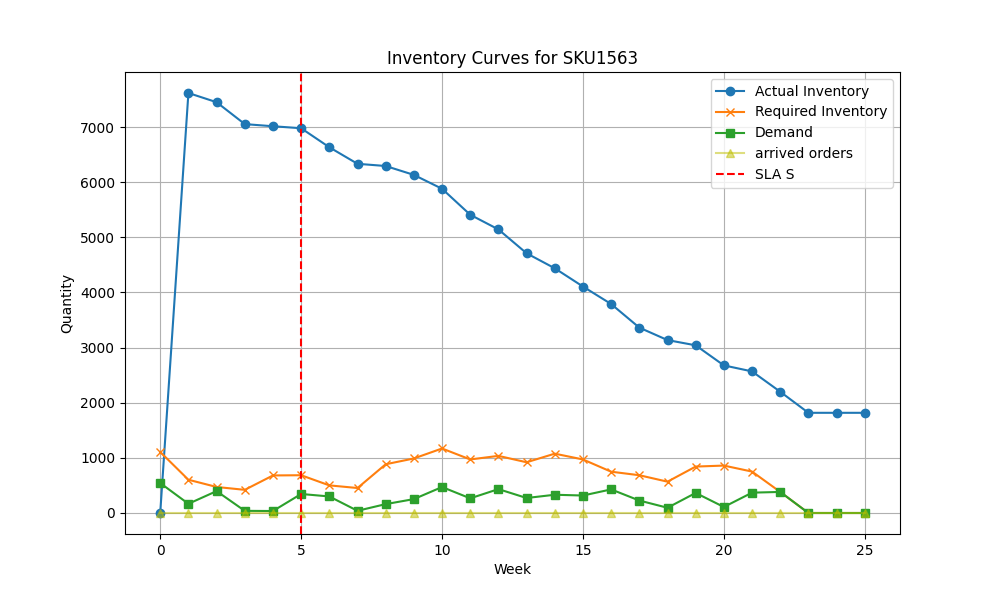 Inventory Curves for SKU1563
Actual Inventory
Required Inventory
Demand
arrived orders
SLA S
Quantity
7000
6000
5000
4000
3000
2000
1000
0
0 5 10 15 20 25
Week